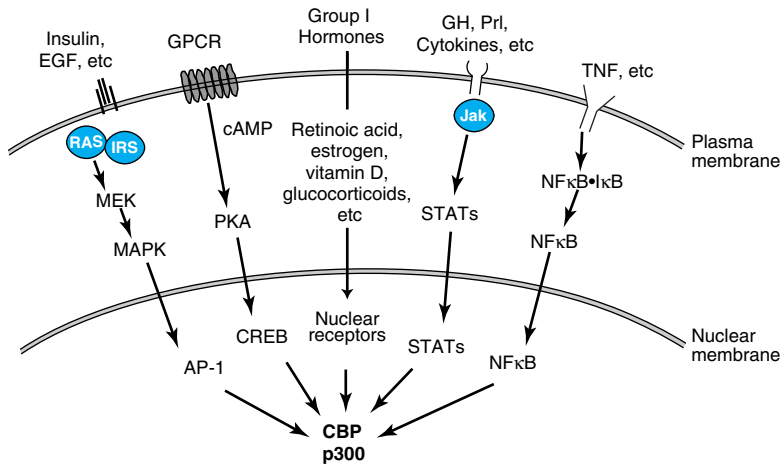 Insulin,
EGF, etc
GPCR
Group I
Hormones
GH, Prl,
Cytokines, etc
TNF, etc
RAS
IRS
cAMP
Retinoic acid,
estrogen,
vitamin D,
glucocorticoids,
etc
Jak
Plasma
membrane
MEK
MAPK
PKA
STATs
NFκB•IκB
NFκB
CREB
Nuclear
receptors
STATs
Nuclear
membrane
AP-1
NFκB
CBP
p300